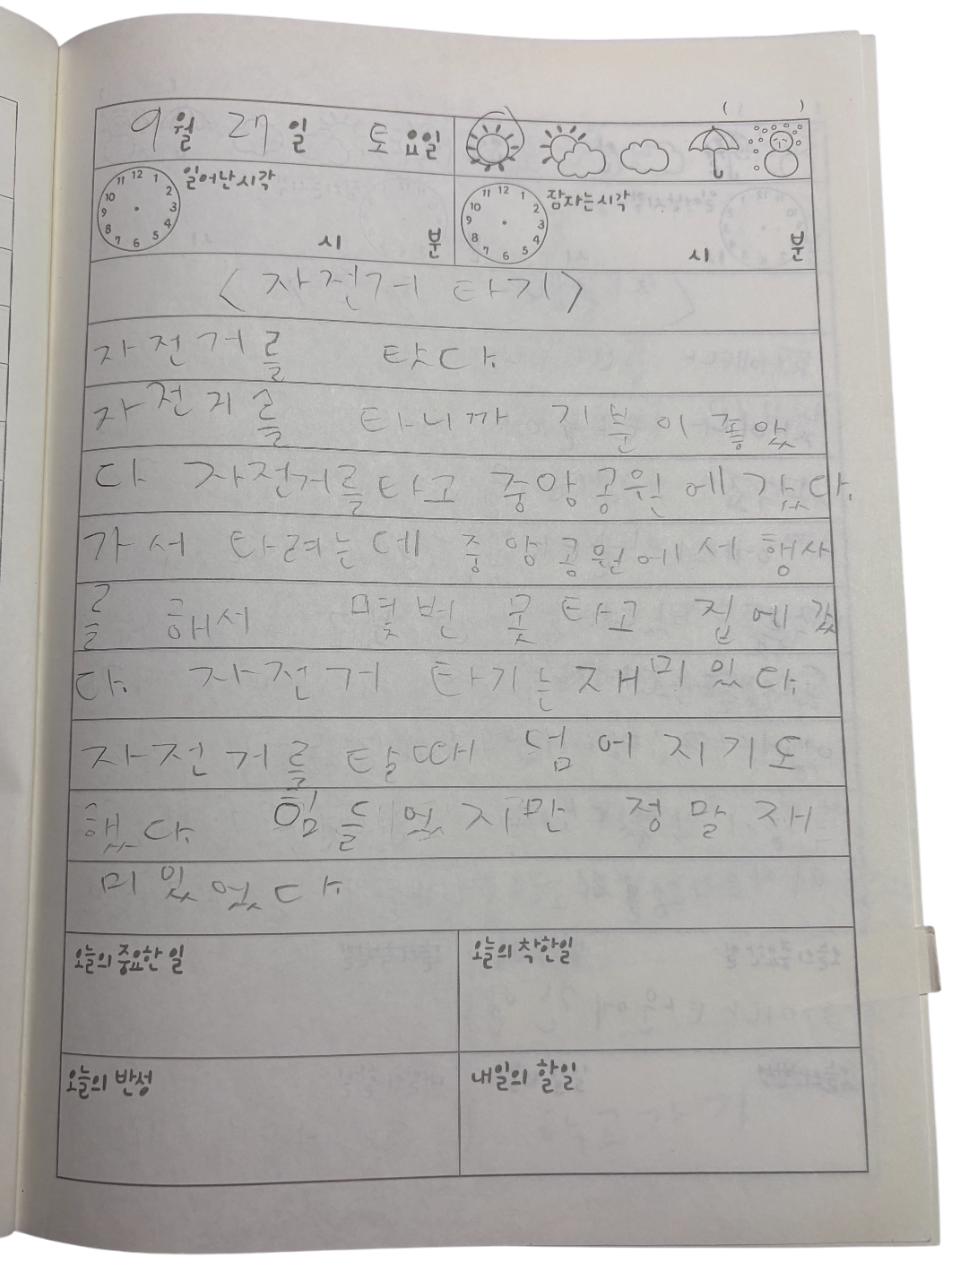 ( )
9월 27일 토요일
일어난시각
11 12 1 2 3 4 5 6 7 8 9 10
시 분
잠자는시각
11 12 1 2 3 4 5 6 7 8 9 10
시 분
<자전거 타기>
자전거를 탔다.
자전거를 타니까 기분이 좋았
다 자전거를 타고 중앙공원에 갔다.
가서 타려는데 중앙공원에서 행사
를 해서 몇번 못 타고 집에 갔
다. 자전거 타기는 재미있다.
자전거를 탈때 넘어지기도
했다. 힘들었지만 정말 재
미있었다.
오늘의 중요한 일
오늘의 착한일
오늘의 반성
내일의 할일